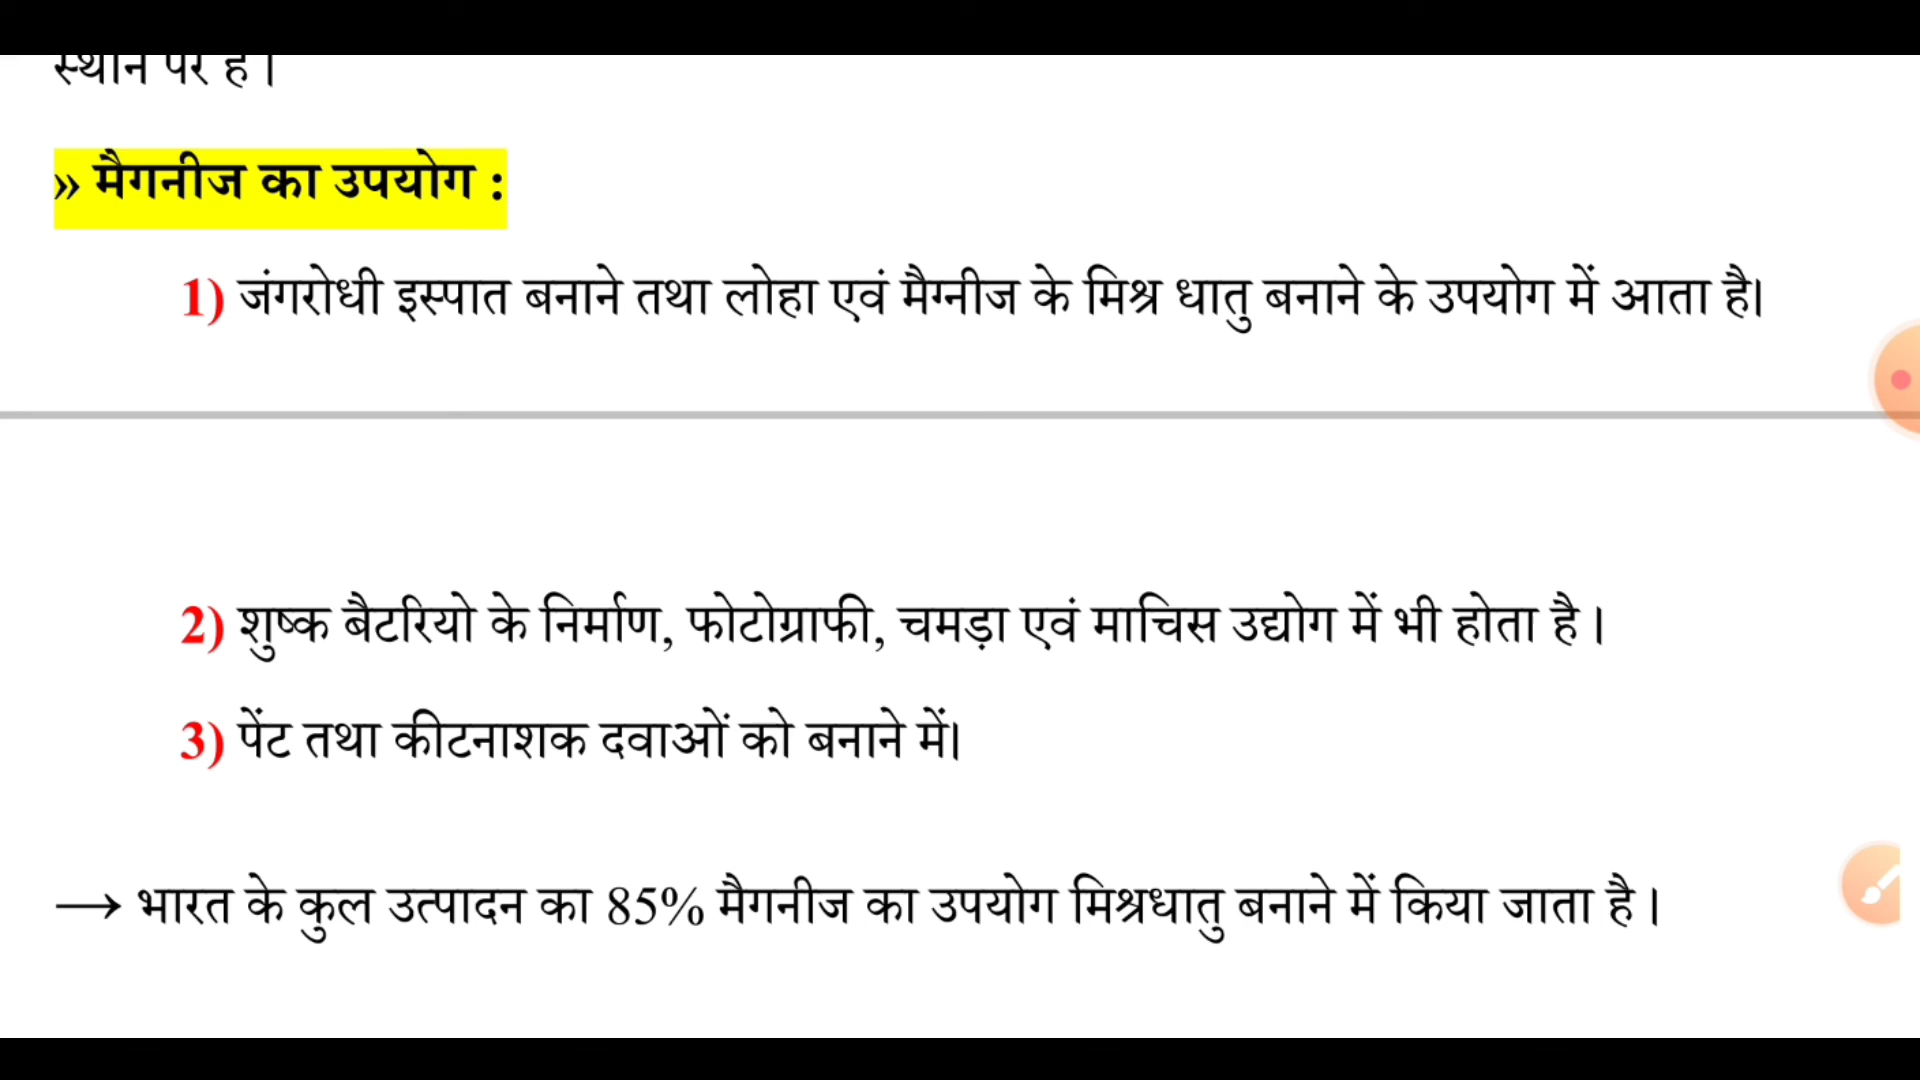 स्थान पर है।
» मैगनीज का उपयोग :
1) जंगरोधी इस्पात बनाने तथा लोहा एवं मैग्नीज के मिश्र धातु बनाने के उपयोग में आता है।
2) शुष्क बैटरियो के निर्माण, फोटोग्राफी, चमड़ा एवं माचिस उद्योग में भी होता है।
3) पेंट तथा कीटनाशक दवाओं को बनाने में।
→ भारत के कुल उत्पादन का 85% मैगनीज का उपयोग मिश्रधातु बनाने में किया जाता है।